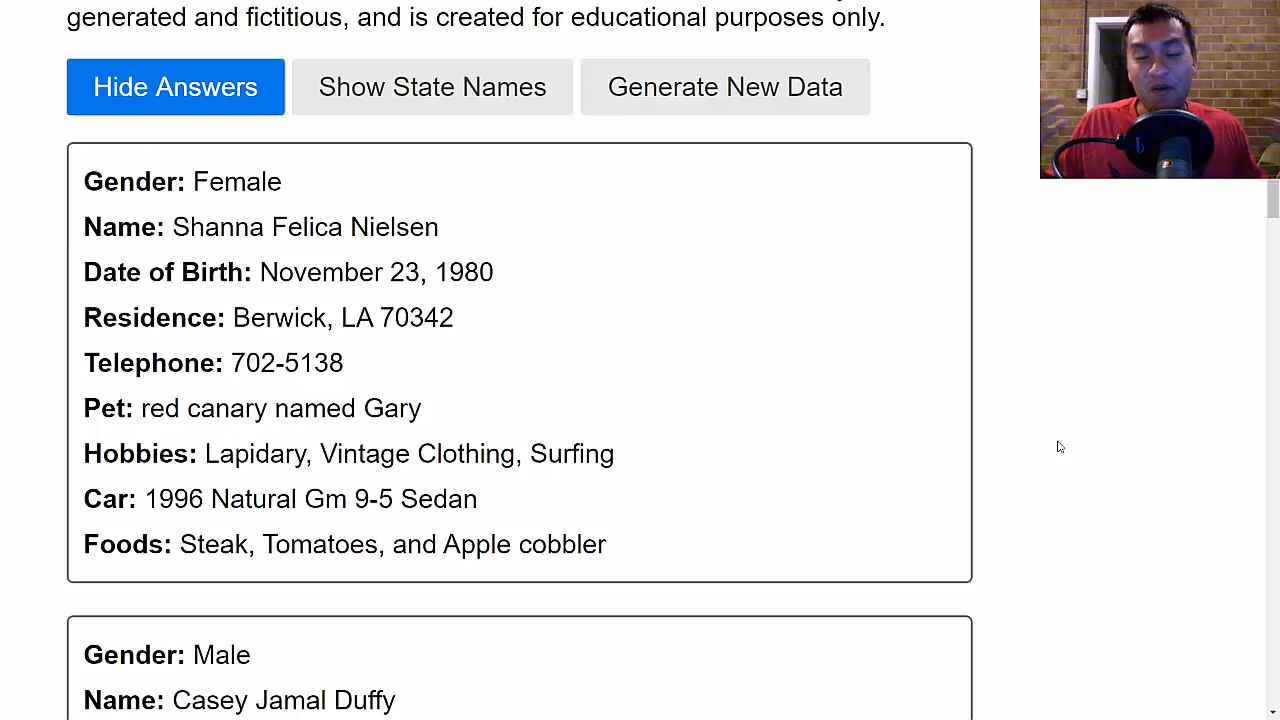 generated and fictitious, and is created for educational purposes only.
Hide Answers Show State Names Generate New Data
Gender: Female
Name: Shanna Felica Nielsen
Date of Birth: November 23, 1980
Residence: Berwick, LA 70342
Telephone: 702-5138
Pet: red canary named Gary
Hobbies: Lapidary, Vintage Clothing, Surfing
Car: 1996 Natural Gm 9-5 Sedan
Foods: Steak, Tomatoes, and Apple cobbler
Gender: Male
Name: Casey Jamal Duffy